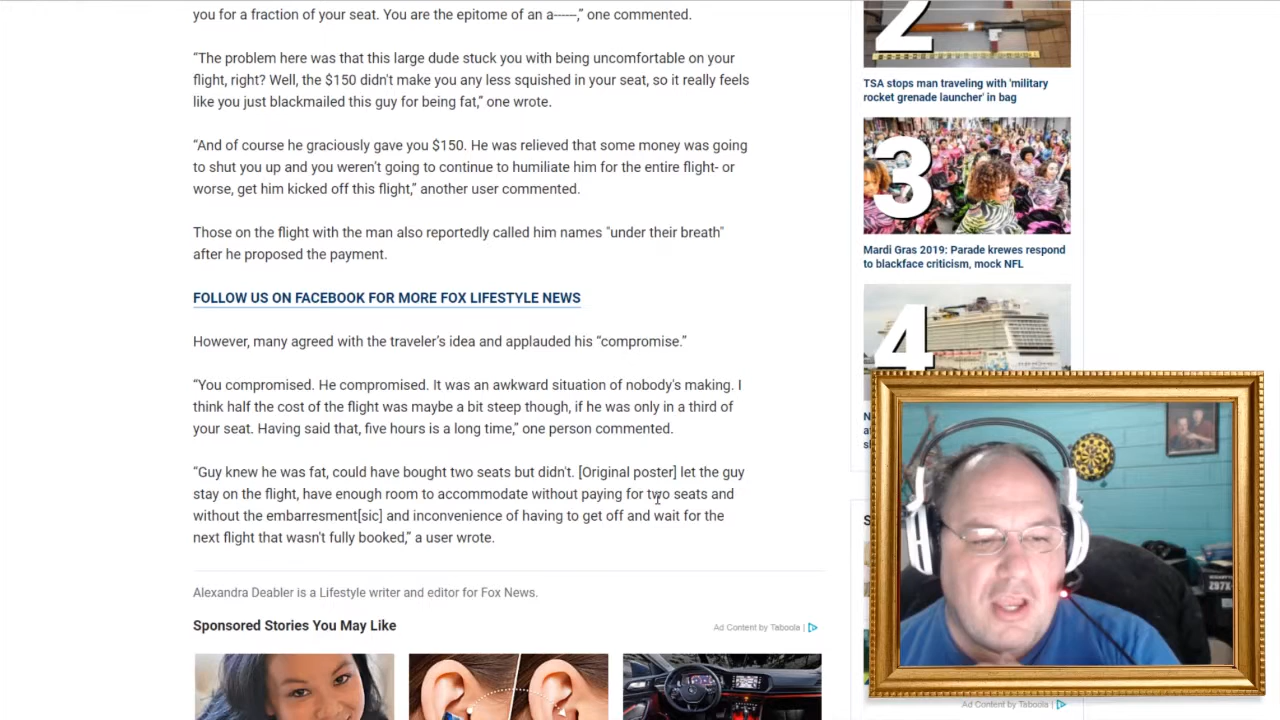 you for a fraction of your seat. You are the epitome of an a-----,” one commented.
“The problem here was that this large dude stuck you with being uncomfortable on your
flight, right? Well, the $150 didn't make you any less squished in your seat, so it really feels
like you just blackmailed this guy for being fat,” one wrote.
“And of course he graciously gave you $150. He was relieved that some money was going
to shut you up and you weren't going to continue to humiliate him for the entire flight- or
worse, get him kicked off this flight,” another user commented.
Those on the flight with the man also reportedly called him names "under their breath"
after he proposed the payment.
FOLLOW US ON FACEBOOK FOR MORE FOX LIFESTYLE NEWS
However, many agreed with the traveler’s idea and applauded his “compromise.”
“You compromised. He compromised. It was an awkward situation of nobody's making. I
think half the cost of the flight was maybe a bit steep though, if he was only in a third of
your seat. Having said that, five hours is a long time,” one person commented.
“Guy knew he was fat, could have bought two seats but didn't. [Original poster] let the guy
stay on the flight, have enough room to accommodate without paying for two seats and
without the embarresment[sic] and inconvenience of having to get off and wait for the
next flight that wasn't fully booked,” a user wrote.
Alexandra Deabler is a Lifestyle writer and editor for Fox News.
Sponsored Stories You May Like
Ad Content by Taboola |
2
TSA stops man traveling with 'military
rocket grenade launcher' in bag
3
Mardi Gras 2019: Parade krewes respond
to blackface criticism, mock NFL
4
Z97X
Ad Content by Taboola |